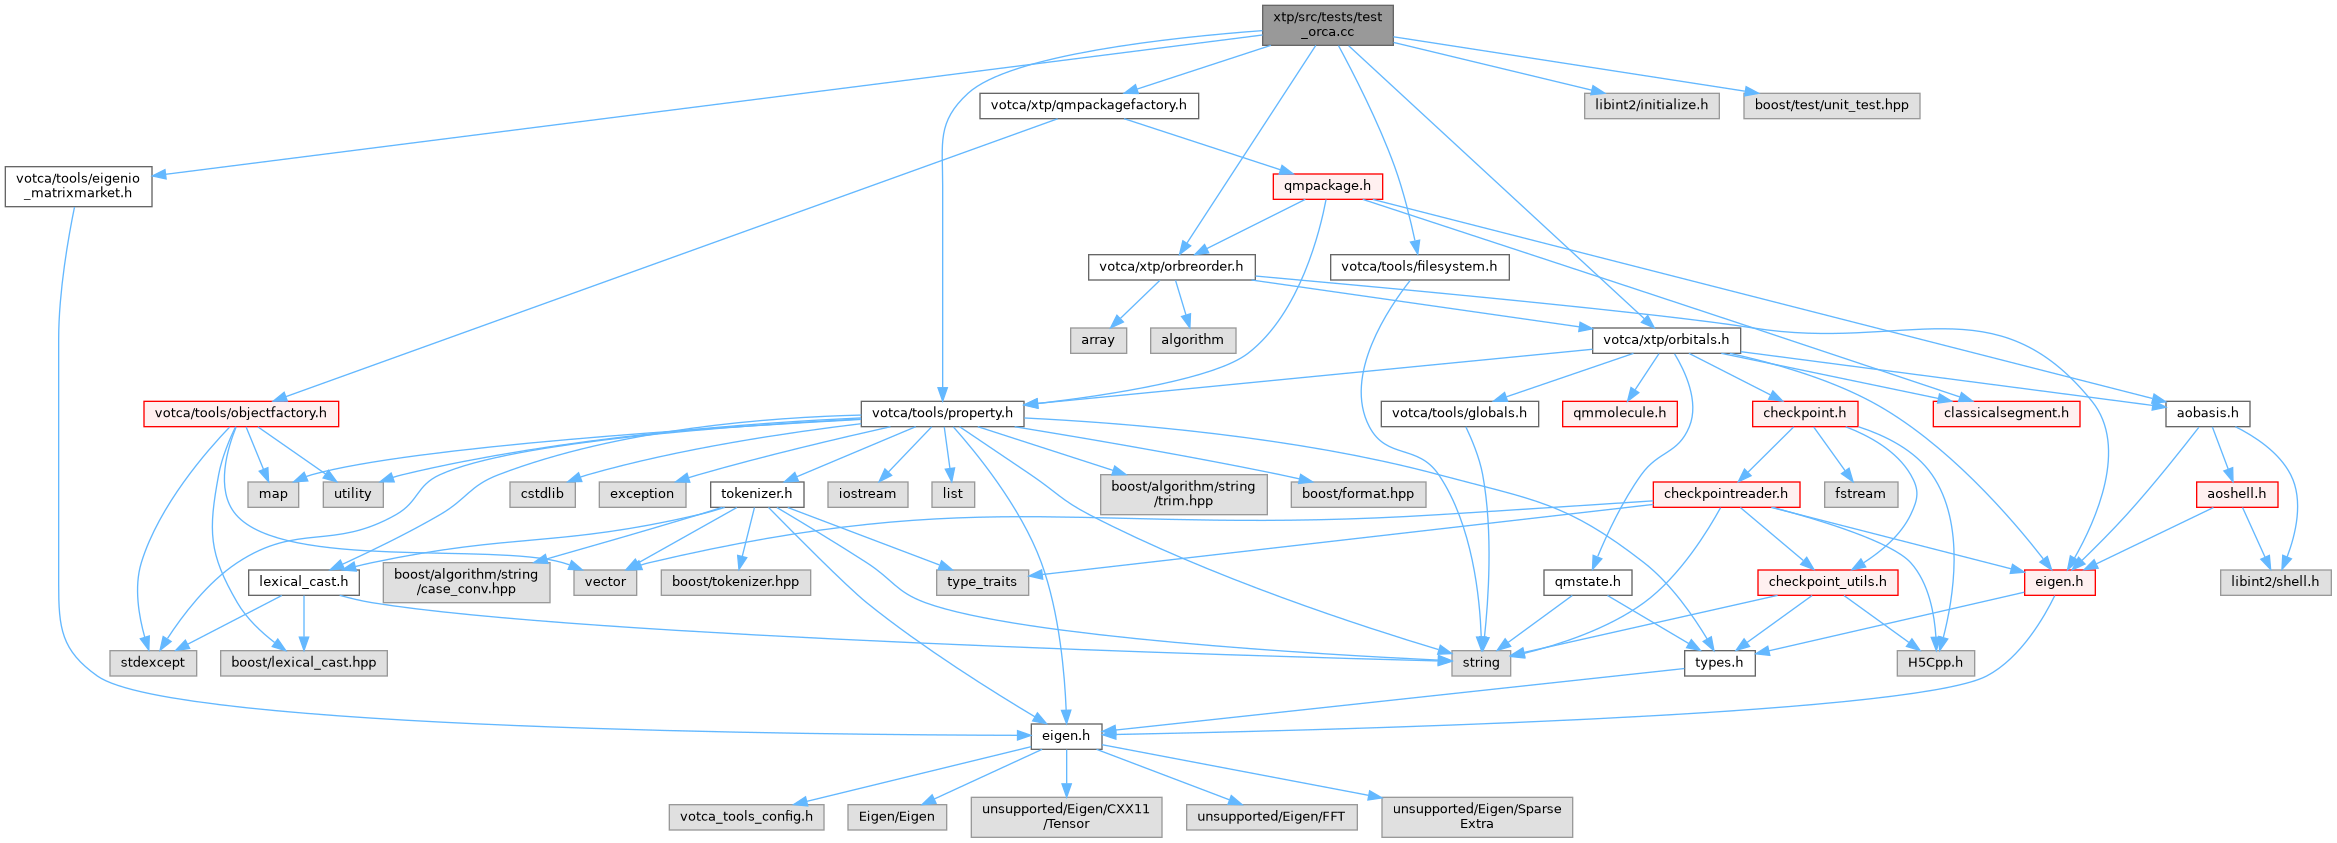 xtp/src/tests/test
_orca.cc
votca/xtp/qmpackagefactory.h
libint2/initialize.h
boost/test/unit_test.hpp
votca/tools/eigenio
_matrixmarket.h
qmpackage.h
votca/xtp/orbreorder.h
votca/tools/filesystem.h
array
algorithm
votca/xtp/orbitals.h
votca/tools/objectfactory.h
votca/tools/property.h
votca/tools/globals.h
qmmolecule.h
checkpoint.h
classicalsegment.h
aobasis.h
map
utility
cstdlib
exception
tokenizer.h
iostream
list
boost/algorithm/string
/trim.hpp
boost/format.hpp
checkpointreader.h
fstream
aoshell.h
lexical_cast.h
boost/algorithm/string
/case_conv.hpp
vector
boost/tokenizer.hpp
type_traits
qmstate.h
checkpoint_utils.h
eigen.h
libint2/shell.h
stdexcept
boost/lexical_cast.hpp
string
types.h
H5Cpp.h
eigen.h
votca_tools_config.h
Eigen/Eigen
unsupported/Eigen/CXX11
/Tensor
unsupported/Eigen/FFT
unsupported/Eigen/Sparse
Extra